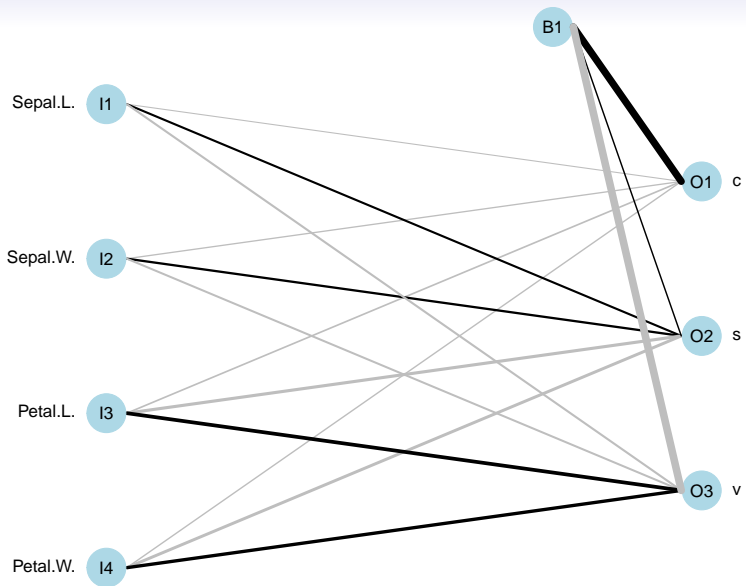 B1
Sepal.L. I1
O1 c
Sepal.W. I2
O2 s
Petal.L. I3
O3 v
Petal.W. I4